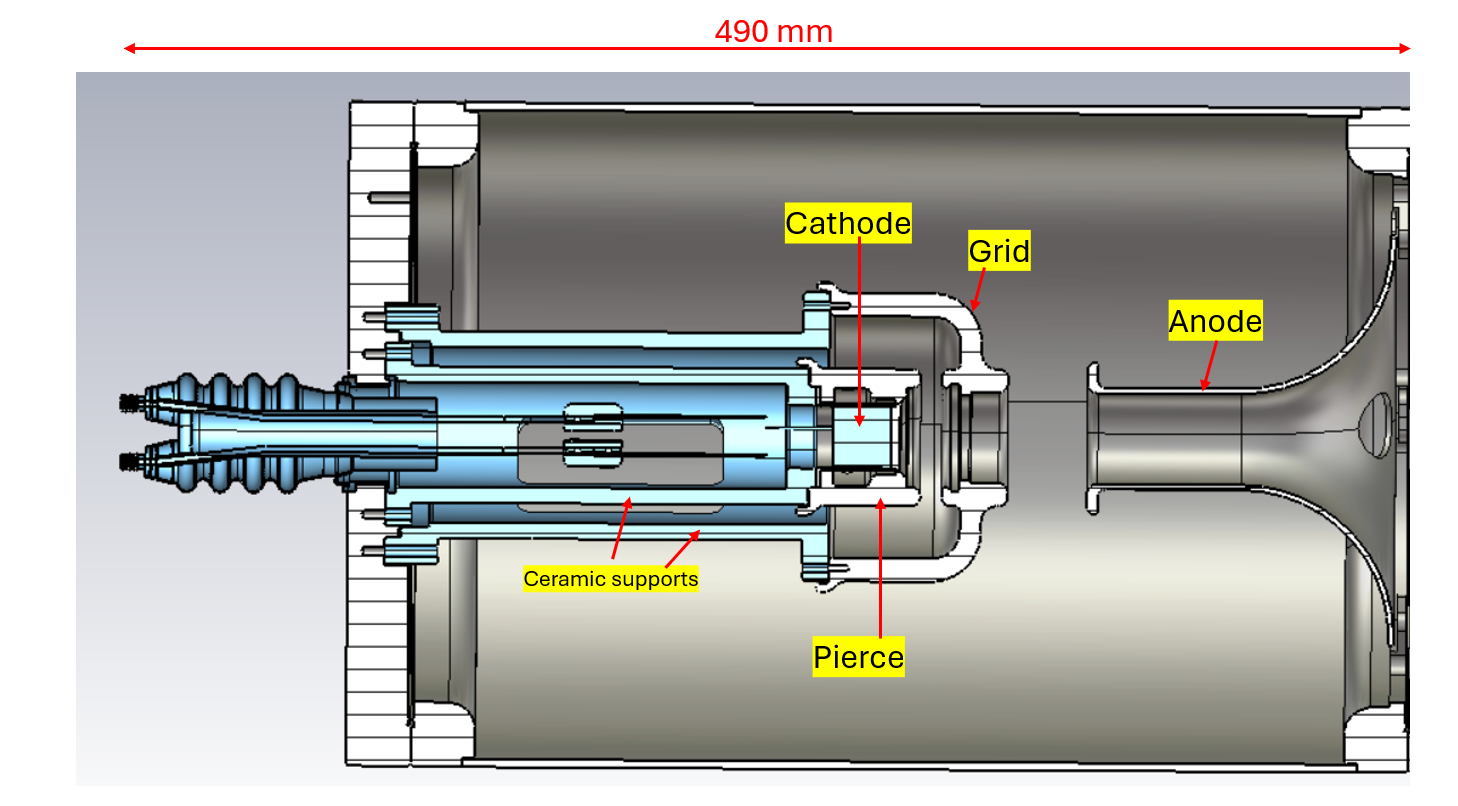 490 mm
Cathode
Grid
Anode
Ceramic supports
Pierce